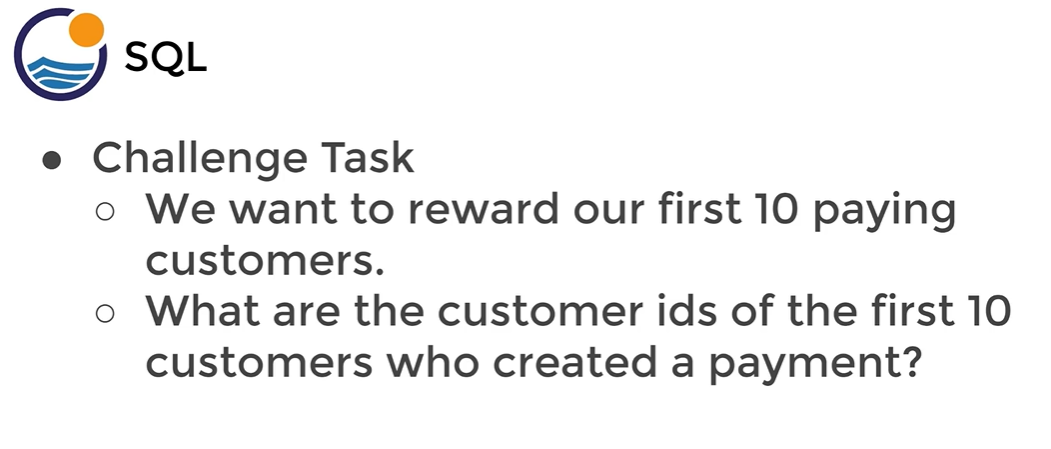 SQL
● Challenge Task
○ We want to reward our first 10 paying
customers.
○ What are the customer ids of the first 10
customers who created a payment?